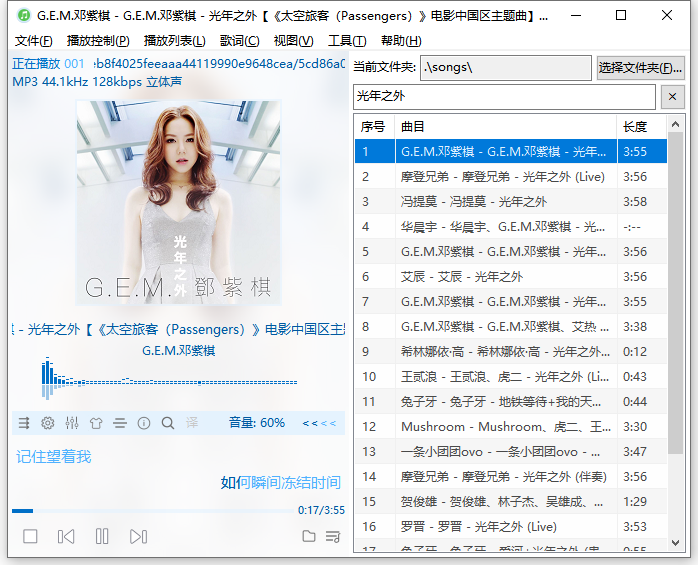 G.E.M.邓紫棋 - G.E.M.邓紫棋 - 光年之外【《太空旅客（Passengers）》电影中国区主题曲】...
文件(F) 播放控制(P) 播放列表(L) 歌词(C) 视图(V) 工具(T) 帮助(H)
正在播放 001 eb8f4025feeaaa44119990e9648cea/5cd86a0
MP3 44.1kHz 128kbps 立体声
光年之外
G.E.M. 鄧紫棋
- 光年之外【《太空旅客（Passengers）》电影中国区主
G.E.M.邓紫棋
译 音量: 60% <<<<
记住望着我
如何瞬间冻结时间
0:17/3:55
当前文件夹: .\songs\ 选择文件夹(F)...
光年之外
序号 曲目 长度
1 G.E.M.邓紫棋 - G.E.M.邓紫棋 - 光年... 3:55
2 摩登兄弟 - 摩登兄弟 - 光年之外 (Live) 3:56
3 冯提莫 - 冯提莫 - 光年之外 3:58
4 华晨宇 - 华晨宇、G.E.M.邓紫棋 - 光... -:--
5 G.E.M.邓紫棋 - G.E.M.邓紫棋 - 光年... 3:56
6 艾辰 - 艾辰 - 光年之外 3:56
7 G.E.M.邓紫棋 - G.E.M.邓紫棋 - 光年... 3:55
8 G.E.M.邓紫棋 - G.E.M.邓紫棋、艾热 ... 3:38
9 希林娜依·高 - 希林娜依·高 - 光年之外... 0:12
10 王贰浪 - 王贰浪、虎二 - 光年之外 (Li... 0:43
11 兔子牙 - 兔子牙 - 地铁等待+我的天... 0:44
12 Mushroom - Mushroom、虎二、王... 3:30
13 一条小团团ovo - 一条小团团ovo - ... 3:47
14 摩登兄弟 - 摩登兄弟 - 光年之外 (伴奏) 3:56
15 贺俊雄 - 贺俊雄、林子杰、吴雄成、... 1:29
16 罗晋 - 罗晋 - 光年之外 (Live) 3:53
17 兔子牙 - 兔子牙 - 爱河+光年之外 0:55